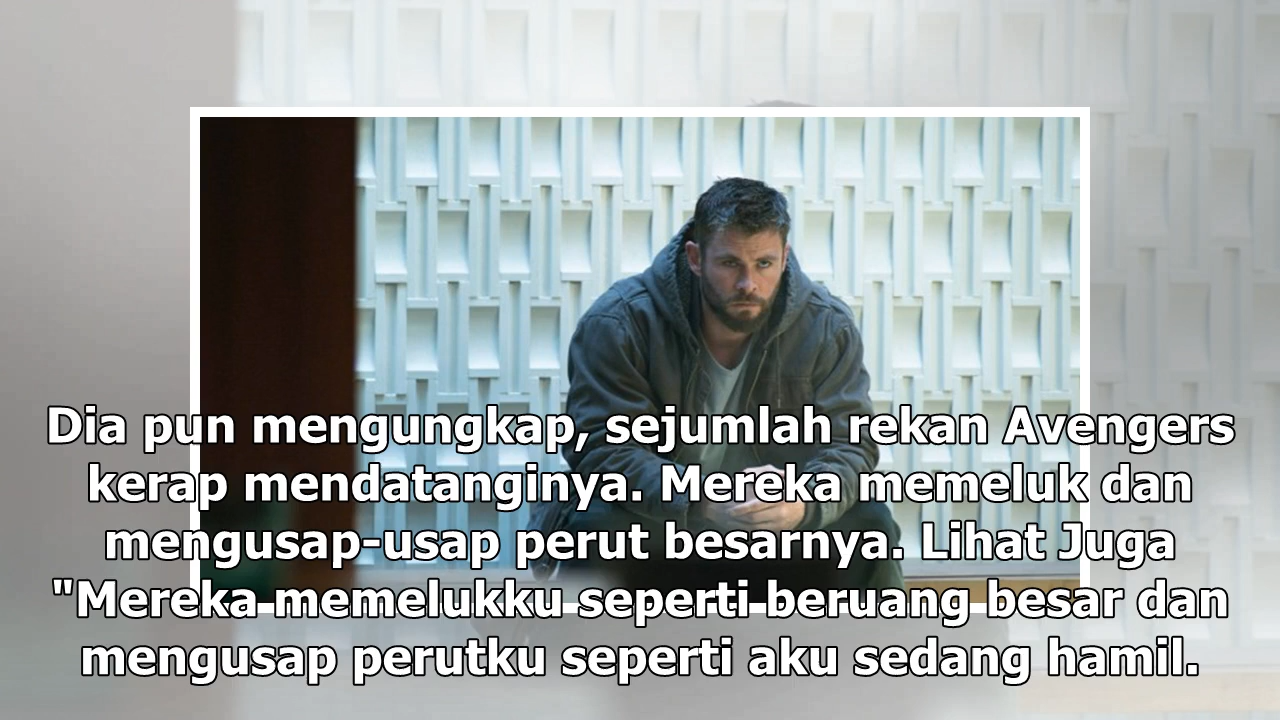 Dia pun mengungkap, sejumlah rekan Avengers
kerap mendatanginya. Mereka memeluk dan
mengusap-usap perut besarnya. Lihat Juga
"Mereka memelukku seperti beruang besar dan
mengusap perutku seperti aku sedang hamil.